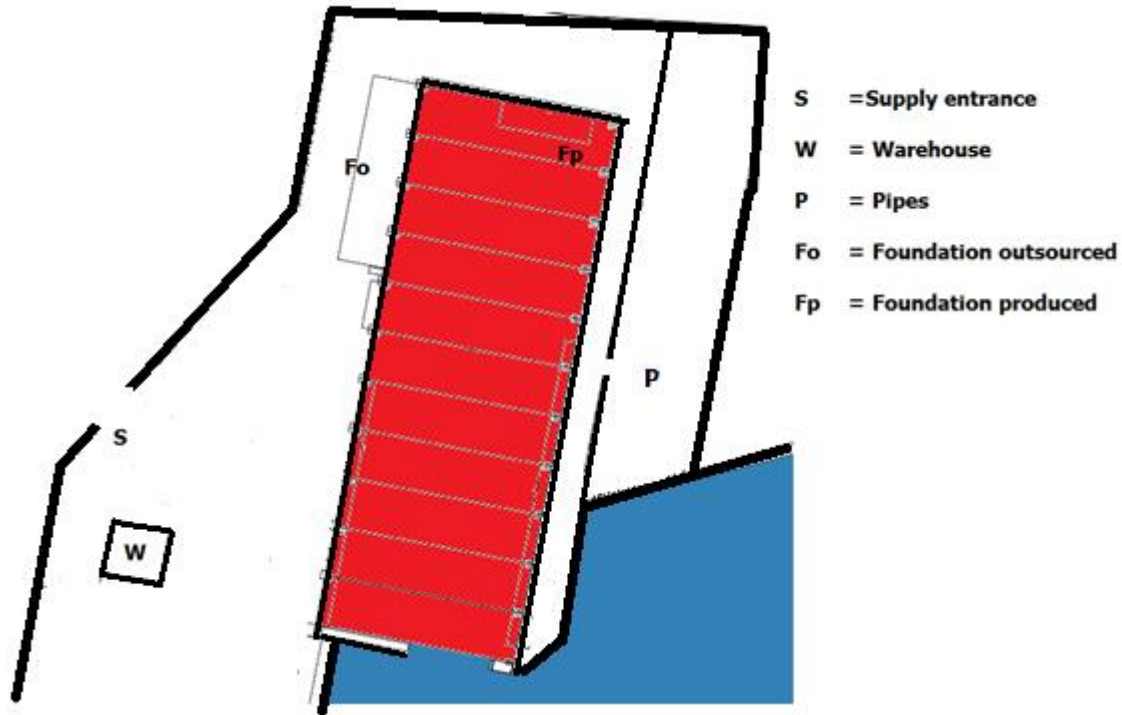 S =Supply entrance
W = Warehouse
P = Pipes
Fo = Foundation outsourced
Fp = Foundation produced
Fp
Fo
P
S
W